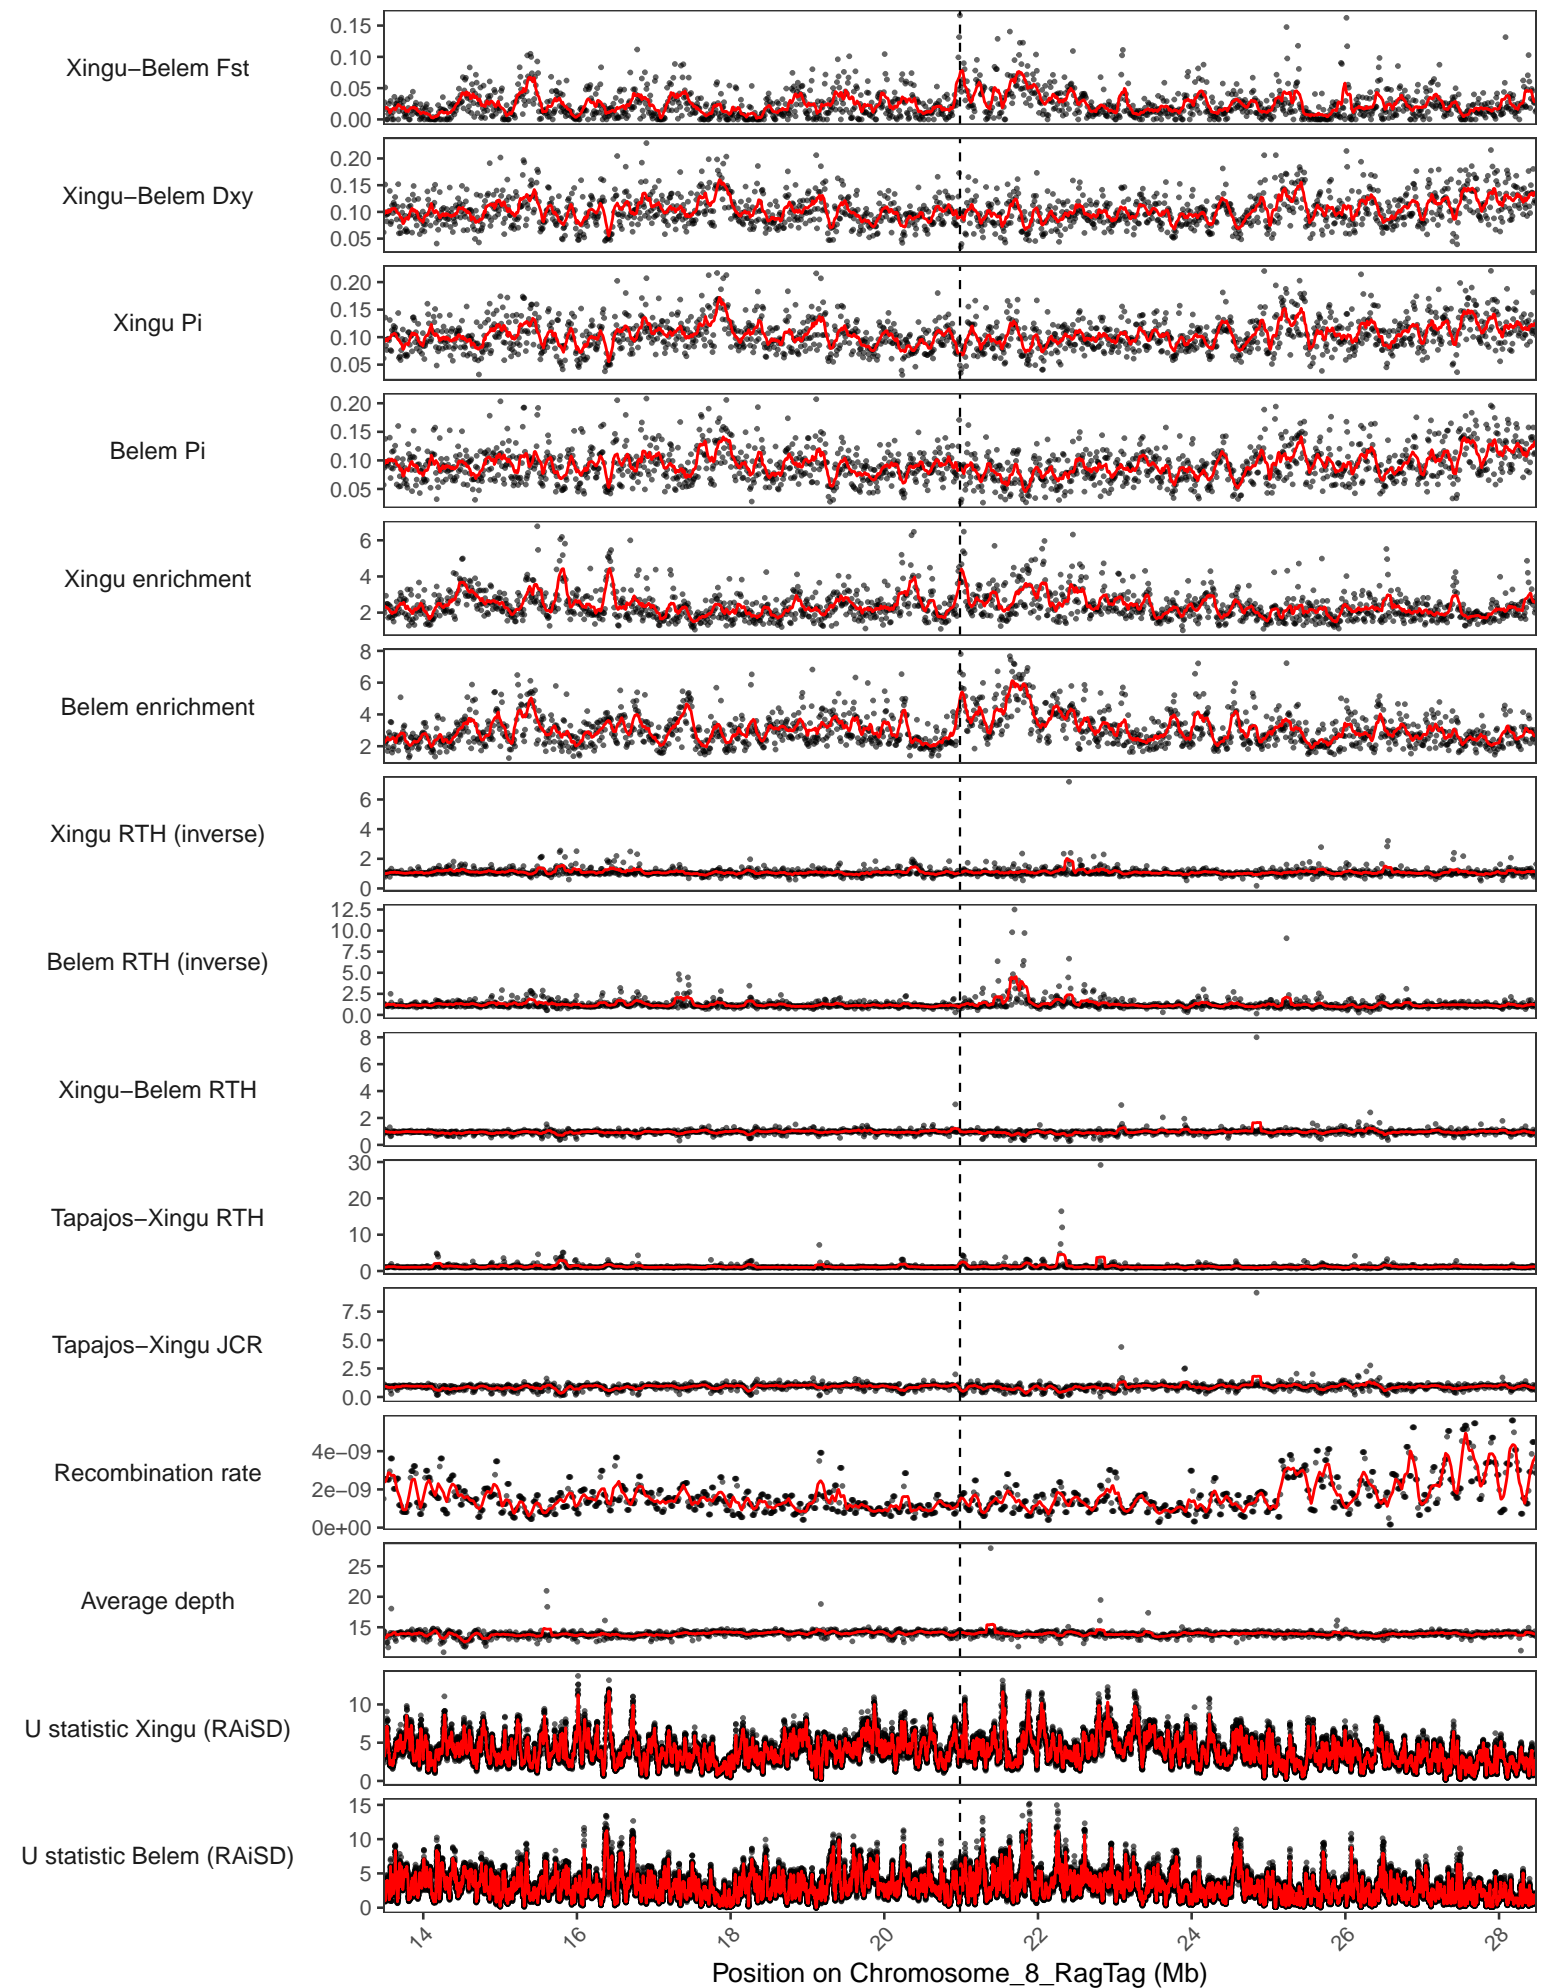 Xingu−Belem Fst
0.15
0.10
0.05
0.00
Xingu−Belem Dxy
0.20
0.15
0.10
0.05
Xingu Pi
0.20
0.15
0.10
0.05
Belem Pi
0.20
0.15
0.10
0.05
Xingu enrichment
6
4
2
Belem enrichment
8
6
4
2
Xingu RTH (inverse)
6
4
2
0
Belem RTH (inverse)
12.5
10.0
7.5
5.0
2.5
0.0
Xingu−Belem RTH
8
6
4
2
0
Tapajos−Xingu RTH
30
20
10
0
Tapajos−Xingu JCR
7.5
5.0
2.5
0.0
Recombination rate
4e−09
2e−09
0e+00
Average depth
25
20
15
U statistic Xingu (RAiSD)
10
5
0
U statistic Belem (RAiSD)
15
10
5
0
14 16 18 20 22 24 26 28
Position on Chromosome_8_RagTag (Mb)